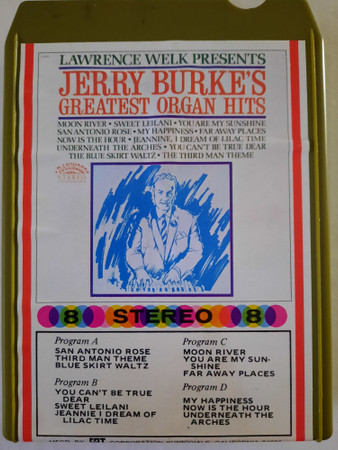 LAWRENCE WELK PRESENTS
JERRY BURKE'S
GREATEST ORGAN HITS
MOON RIVER • SWEET LEILANI • YOU ARE MY SUNSHINE
SAN ANTONIO ROSE • MY HAPPINESS • FAR AWAY PLACES
NOW IS THE HOUR • JEANNINE, I DREAM OF LILAC TIME
UNDERNEATH THE ARCHES • YOU CAN'T BE TRUE DEAR
THE BLUE SKIRT WALTZ • THE THIRD MAN THEME
STEREO
8 STEREO 8
Program A
SAN ANTONIO ROSE
THIRD MAN THEME
BLUE SKIRT WALTZ
Program B
YOU CAN'T BE TRUE
DEAR
SWEET LEILANI
JEANNIE I DREAM OF
LILAC TIME
Program C
MOON RIVER
YOU ARE MY SUN-
SHINE
FAR AWAY PLACES
Program D
MY HAPPINESS
NOW IS THE HOUR
UNDERNEATH THE
ARCHES